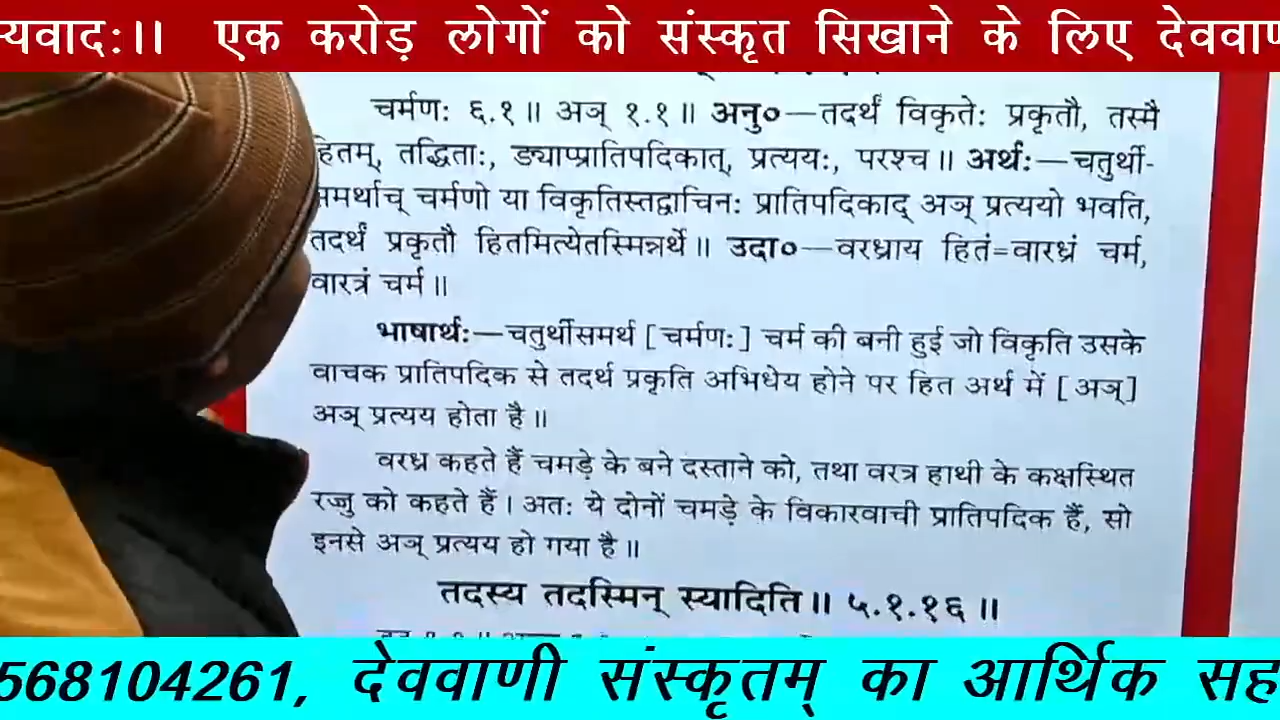 यवादः।। एक करोड़ लोगों को संस्कृत सिखाने के लिए देववा
चर्मणः ६.१॥ अञ् १.१॥ अनु०—तदर्थं विकृतेः प्रकृतौ, तस्मै
हितम्, तद्धिताः, ङ्याप्प्रातिपदिकात्, प्रत्ययः, परश्च॥ अर्थः—चतुर्थी-
समर्थाच् चर्मणो या विकृतिस्तद्वाचिनः प्रातिपदिकाद् अञ् प्रत्ययो भवति,
तदर्थं प्रकृतौ हितमित्येतस्मिन्नर्थे॥ उदा०—वरध्राय हितं=वारध्रं चर्म,
वारत्रं चर्म॥
भाषार्थः—चतुर्थीसमर्थ [चर्मणः] चर्म की बनी हुई जो विकृति उसके
वाचक प्रातिपदिक से तदर्थ प्रकृति अभिधेय होने पर हित अर्थ में [अञ्]
अञ् प्रत्यय होता है॥
वरध्र कहते हैं चमड़े के बने दस्ताने को, तथा वरत्र हाथी के कक्षस्थित
रज्जु को कहते हैं। अतः ये दोनों चमड़े के विकारवाची प्रातिपदिक हैं, सो
इनसे अञ् प्रत्यय हो गया है॥
तदस्य तदस्मिन् स्यादिति॥ ५.१.१६॥
568104261, देववाणी संस्कृतम् का आर्थिक सह